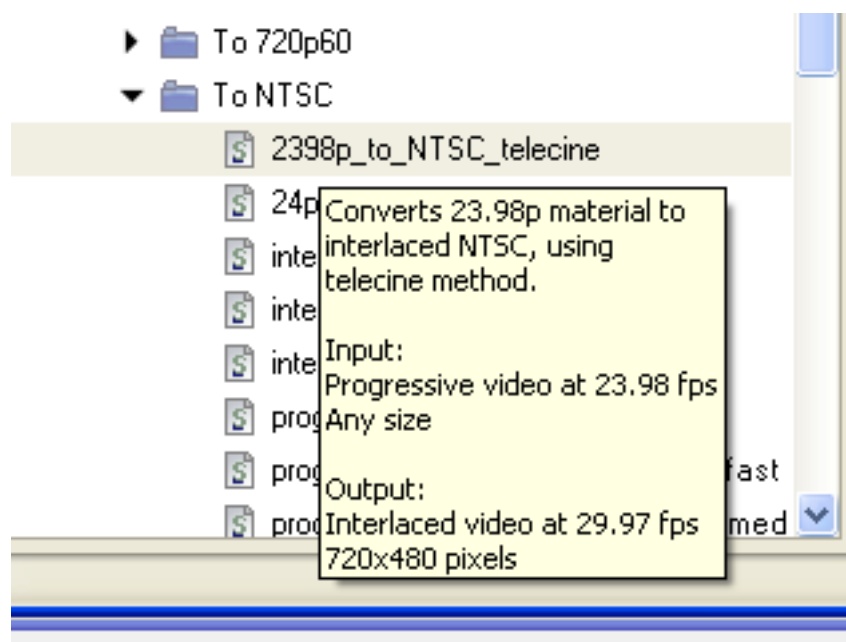 To 720p60
To NTSC
2398p_to_NTSC_telecine
24p
inte
inte
inte
prog
prog fast
prod med
Converts 23.98p material to
interlaced NTSC, using
telecine method.
Input:
Progressive video at 23.98 fps
Any size
Output:
Interlaced video at 29.97 fps
720x480 pixels